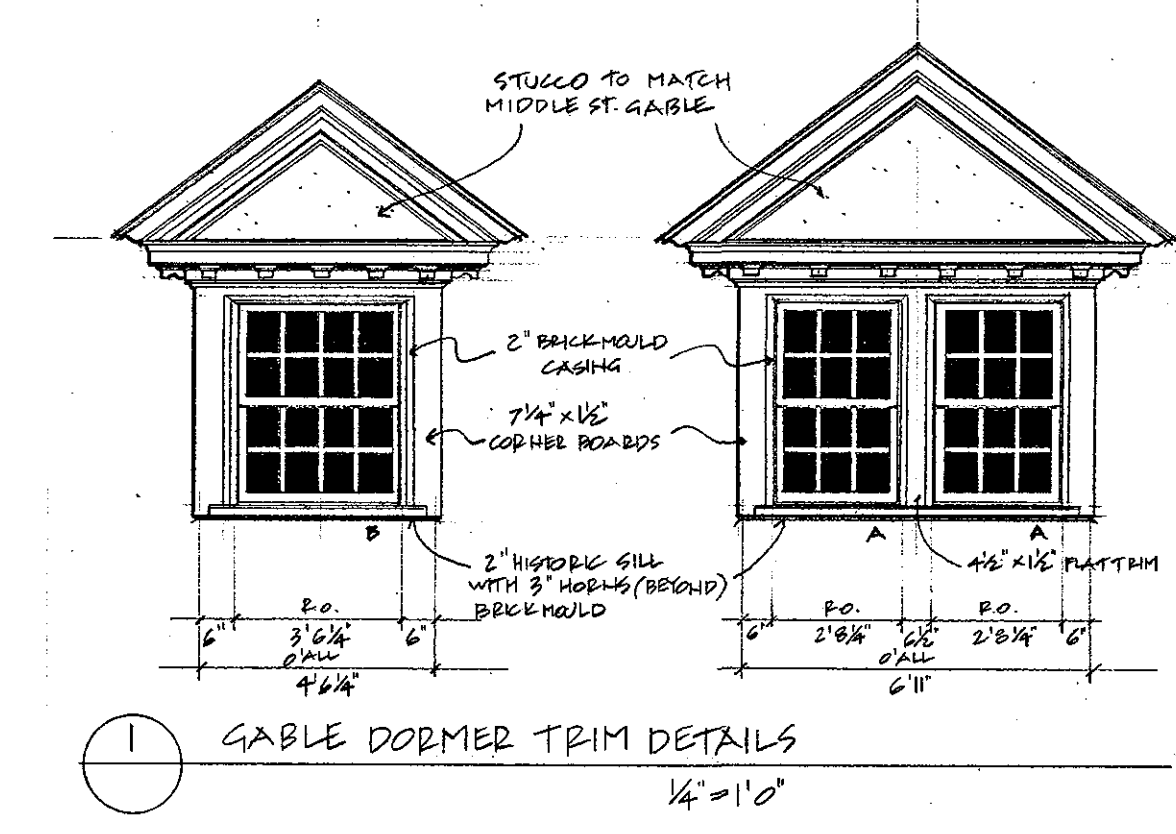 STUCCO TO MATCH
MIDDLE ST. GABLE
2" BRICKMOULD
CASING
7¼" x 1½"
CORNER BOARDS
B
A
A
2" HISTORIC SILL
WITH 3" HORNS (BEYOND)
BRICKMOULD
4½" x 1½" FLAT TRIM
R.O.
6" 3'6¼" 6"
O'ALL
4'6¼"
R.O. R.O.
6" 2'8¼" 6½" 2'8¼" 6"
O'ALL
6'11"
1 GABLE DORMER TRIM DETAILS
¼" = 1'0"